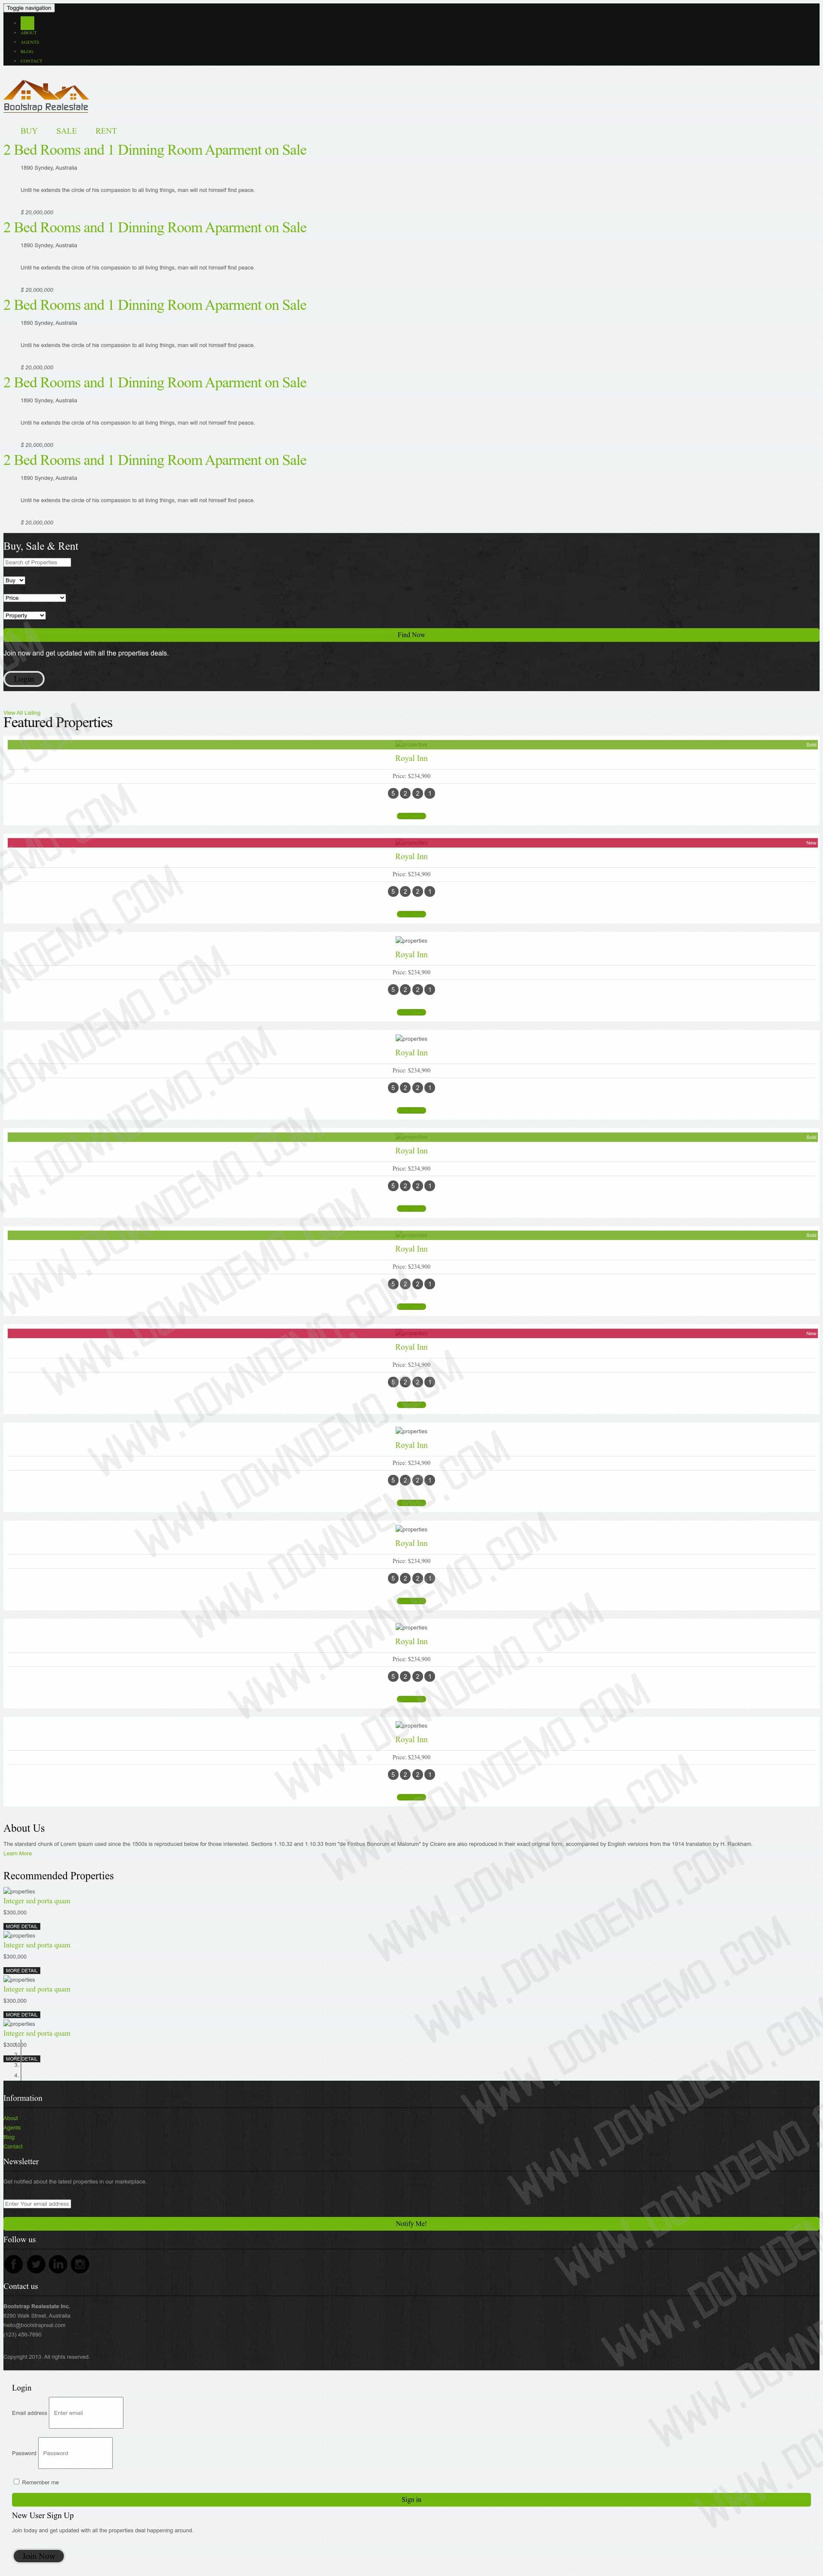 Toggle navigation
ABOUT
AGENTS
BLOG
CONTACT
Bootstrap Realestate
BUY SALE RENT
2 Bed Rooms and 1 Dinning Room Aparment on Sale
1890 Syndey, Australia
Until he extends the circle of his compassion to all living things, man will not himself find peace.
$ 20,000,000
2 Bed Rooms and 1 Dinning Room Aparment on Sale
1890 Syndey, Australia
Until he extends the circle of his compassion to all living things, man will not himself find peace.
$ 20,000,000
2 Bed Rooms and 1 Dinning Room Aparment on Sale
1890 Syndey, Australia
Until he extends the circle of his compassion to all living things, man will not himself find peace.
$ 20,000,000
2 Bed Rooms and 1 Dinning Room Aparment on Sale
1890 Syndey, Australia
Until he extends the circle of his compassion to all living things, man will not himself find peace.
$ 20,000,000
2 Bed Rooms and 1 Dinning Room Aparment on Sale
1890 Syndey, Australia
Until he extends the circle of his compassion to all living things, man will not himself find peace.
$ 20,000,000
Buy, Sale & Rent
Search of Properties
Buy
Price
Property
Find Now
Join now and get updated with all the properties deals.
Login
View All Listing
Featured Properties
properties Sold
Royal Inn
Price: $234,900
5 2 2 1
properties New
Royal Inn
Price: $234,900
5 2 2 1
properties
Royal Inn
Price: $234,900
5 2 2 1
properties
Royal Inn
Price: $234,900
5 2 2 1
properties Sold
Royal Inn
Price: $234,900
5 2 2 1
properties Sold
Royal Inn
Price: $234,900
5 2 2 1
properties New
Royal Inn
Price: $234,900
5 2 2 1
properties
Royal Inn
Price: $234,900
5 2 2 1
properties
Royal Inn
Price: $234,900
5 2 2 1
properties
Royal Inn
Price: $234,900
5 2 2 1
properties
Royal Inn
Price: $234,900
5 2 2 1
About Us
The standard chunk of Lorem Ipsum used since the 1500s is reproduced below for those interested. Sections 1.10.32 and 1.10.33 from "de Finibus Bonorum et Malorum" by Cicero are also reproduced in their exact original form, accompanied by English versions from the 1914 translation by H. Rackham.
Learn More
Recommended Properties
properties
Integer sed porta quam
$300,000
MORE DETAIL
properties
Integer sed porta quam
$300,000
MORE DETAIL
properties
Integer sed porta quam
$300,000
MORE DETAIL
properties
Integer sed porta quam
$300,000
MORE DETAIL
3.
4.
Information
About
Agents
Blog
Contact
Newsletter
Get notified about the latest properties in our marketplace.
Enter Your email address
Notify Me!
Follow us
Contact us
Bootstrap Realestate Inc.
8290 Walk Street, Australia
hello@bootstrapreal.com
(123) 456-7890
Copyright 2013. All rights reserved.
Login
Email address Enter email
Password Password
Remember me
Sign in
New User Sign Up
Join today and get updated with all the properties deal happening around.
Join Now
WWW.DOWNDEMO.COM